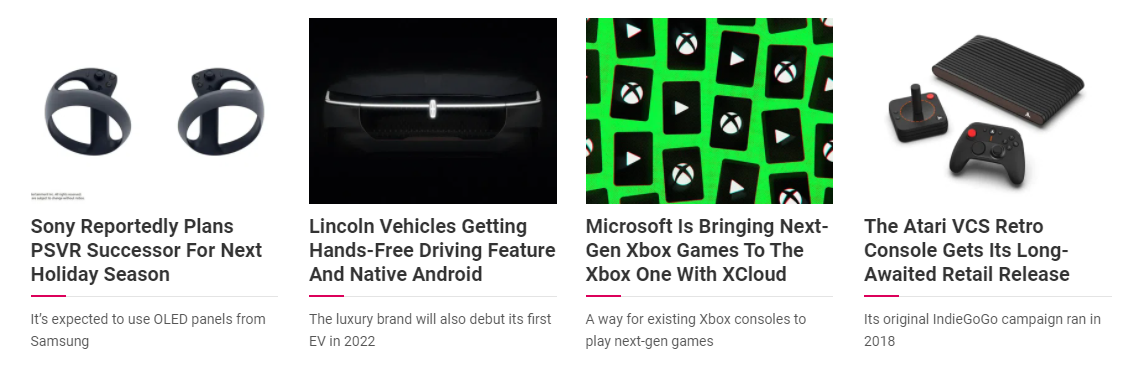 Sony Reportedly Plans
PSVR Successor For Next
Holiday Season
It's expected to use OLED panels from
Samsung
Lincoln Vehicles Getting
Hands-Free Driving Feature
And Native Android
The luxury brand will also debut its first
EV in 2022
Microsoft Is Bringing Next-
Gen Xbox Games To The
Xbox One With XCloud
A way for existing Xbox consoles to
play next-gen games
The Atari VCS Retro
Console Gets Its Long-
Awaited Retail Release
Its original IndieGoGo campaign ran in
2018